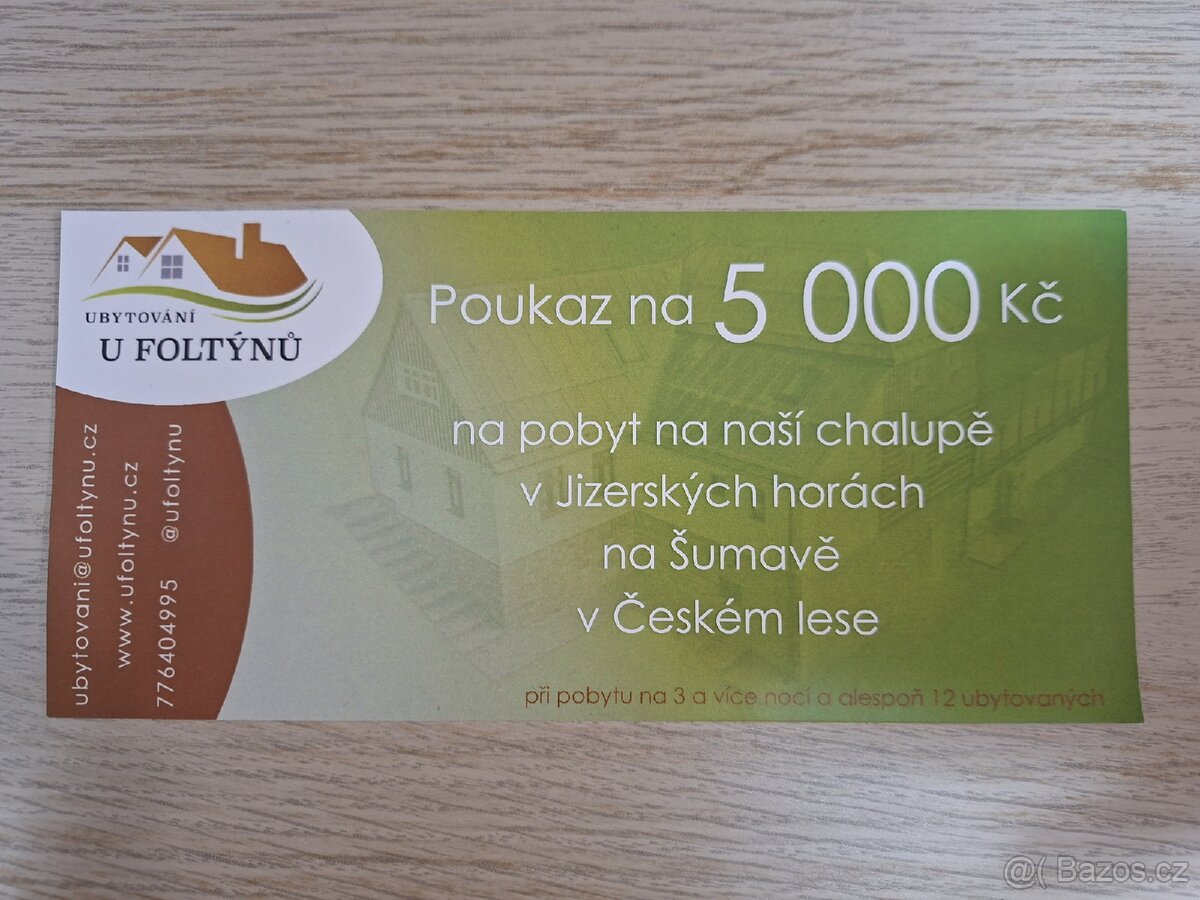 UBYTOVÁNÍ
U FOLTÝNŮ
Poukaz na 5 000 Kč
na pobyt na naší chalupě
v Jizerských horách
na Šumavě
v Českém lese
při pobytu na 3 a více nocí a alespoň 12 ubytovaných
ubytovani@ufoltynu.cz
www.ufoltynu.cz
776404995 @ufoltynu
@( Bazos.cz